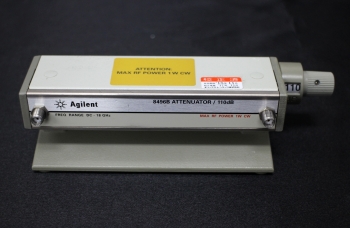 ATTENTION:
MAX RF POWER 1W CW
Agilent
8496B ATTENUATOR / 110dB
FREQ. RANGE DC - 18 GHz
MAX RF POWER 1W CW